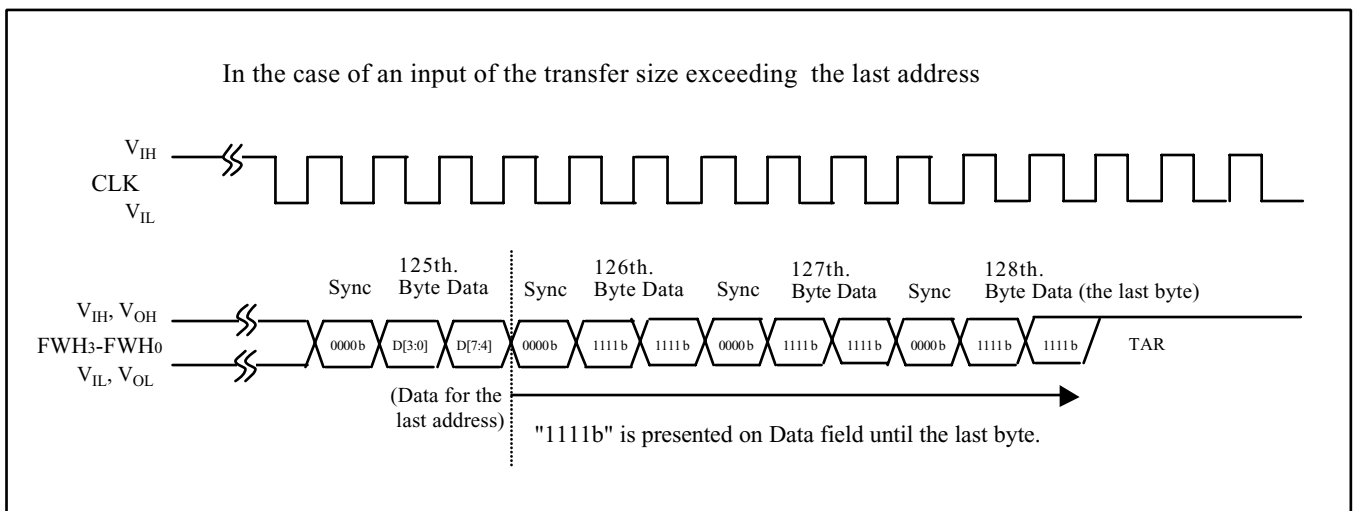 In the case of an input of the transfer size exceeding the last address
VIH
CLK
VIL
125th. 126th. 127th. 128th.
Sync Byte Data Sync Byte Data Sync Byte Data Sync Byte Data (the last byte)
VIH, VOH
FWH3-FWH0 0000b D[3:0] D[7:4] 0000b 1111b 1111b 0000b 1111b 1111b 0000b 1111b 1111b TAR
VIL, VOL
(Data for the
last address)
"1111b" is presented on Data field until the last byte.